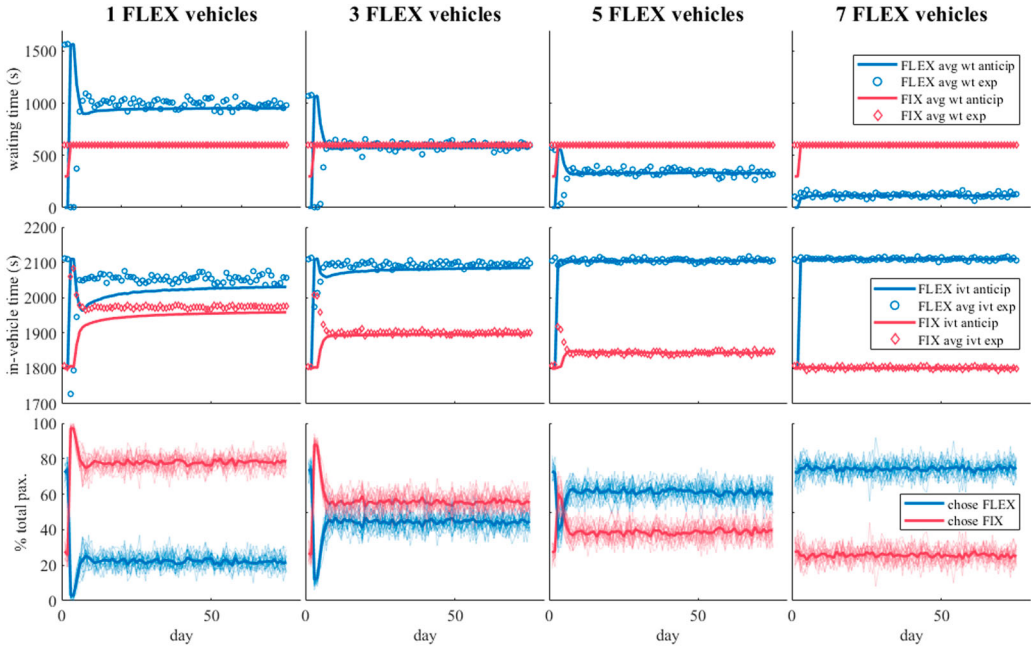 1 FLEX vehicles
3 FLEX vehicles
5 FLEX vehicles
7 FLEX vehicles
waiting time (s)
1500
1000
500
0
FLEX avg wt anticip
FLEX avg wt exp
FIX avg wt anticip
FIX avg wt exp
in-vehicle time (s)
2200
2100
2000
1900
1800
1700
FLEX ivt anticip
FLEX avg ivt exp
FIX ivt anticip
FIX avg ivt exp
% total pax.
100
80
60
40
20
0
chose FLEX
chose FIX
0 50
0 50
0 50
0 50
day
day
day
day